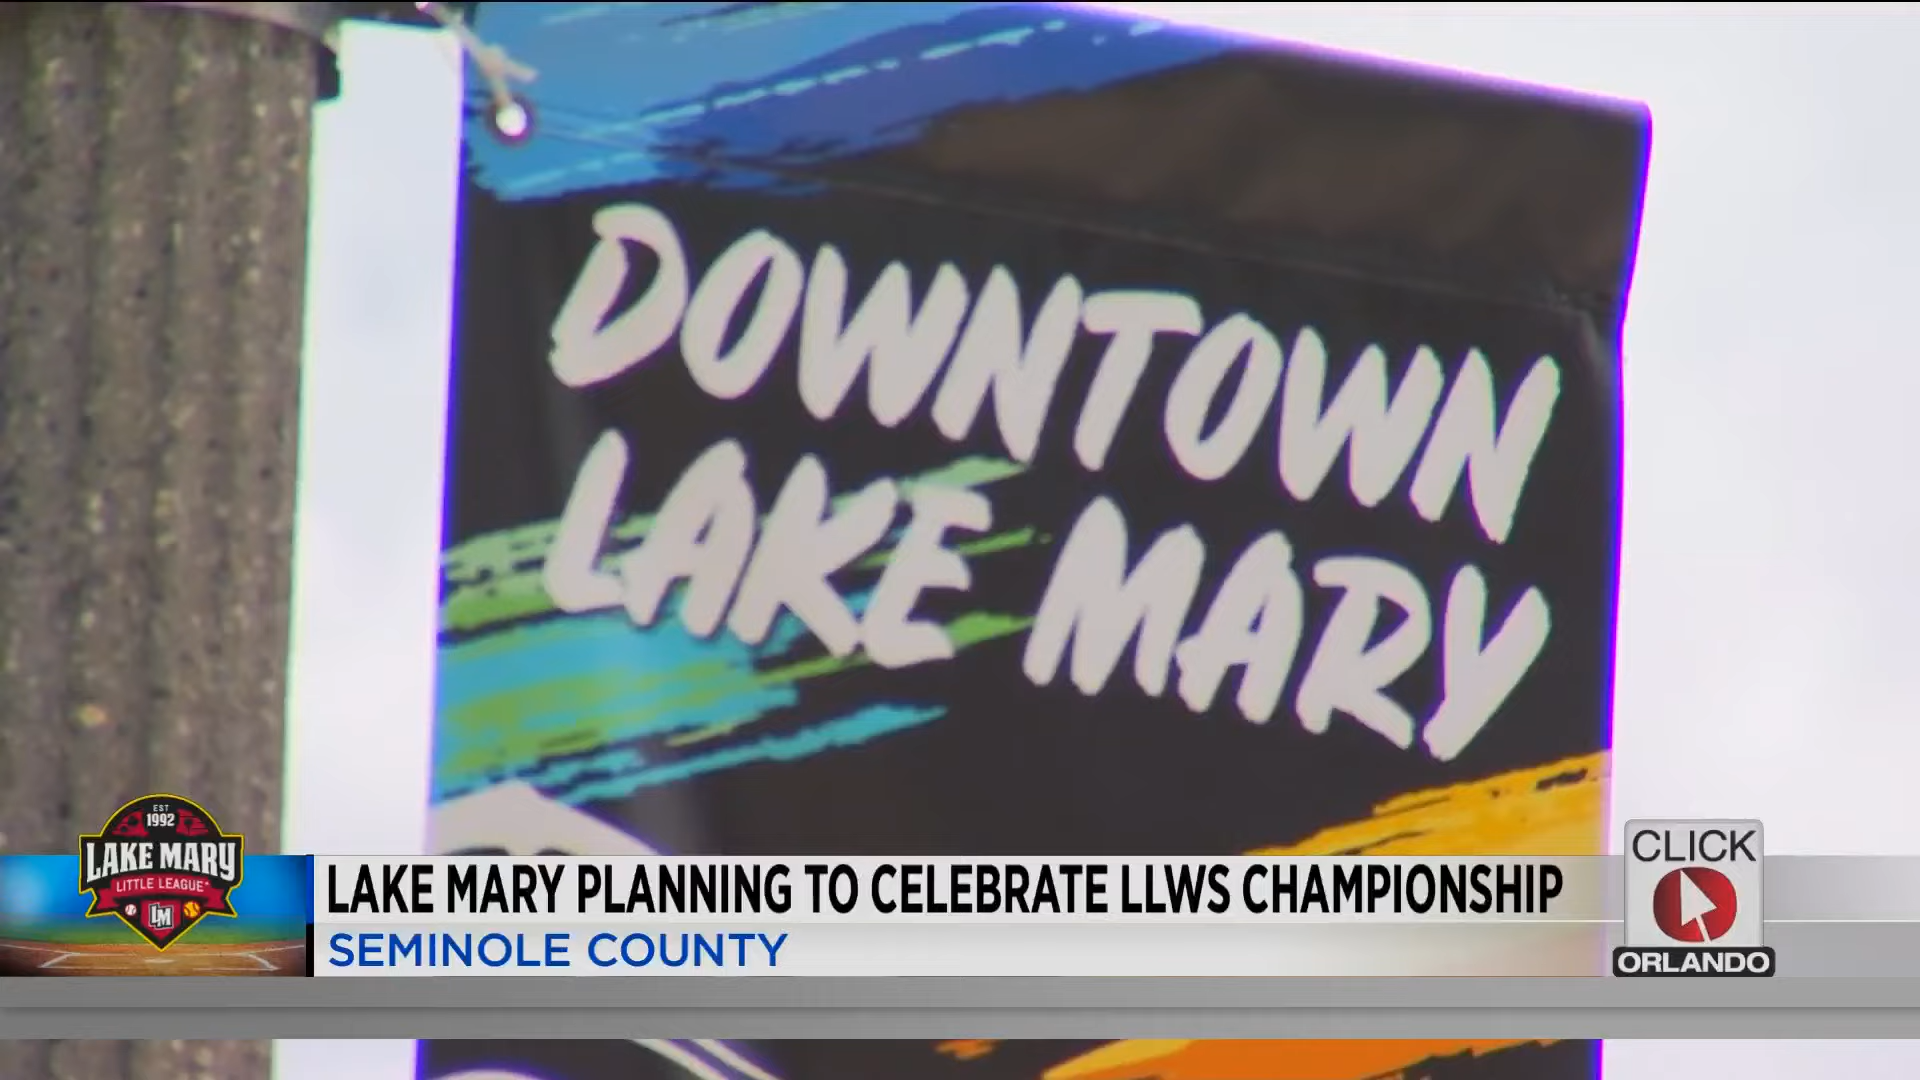 DOWNTOWN
LAKE MARY
EST
1992
LAKE MARY
LITTLE LEAGUE
LM
LAKE MARY PLANNING TO CELEBRATE LLWS CHAMPIONSHIP
SEMINOLE COUNTY
CLICK
ORLANDO